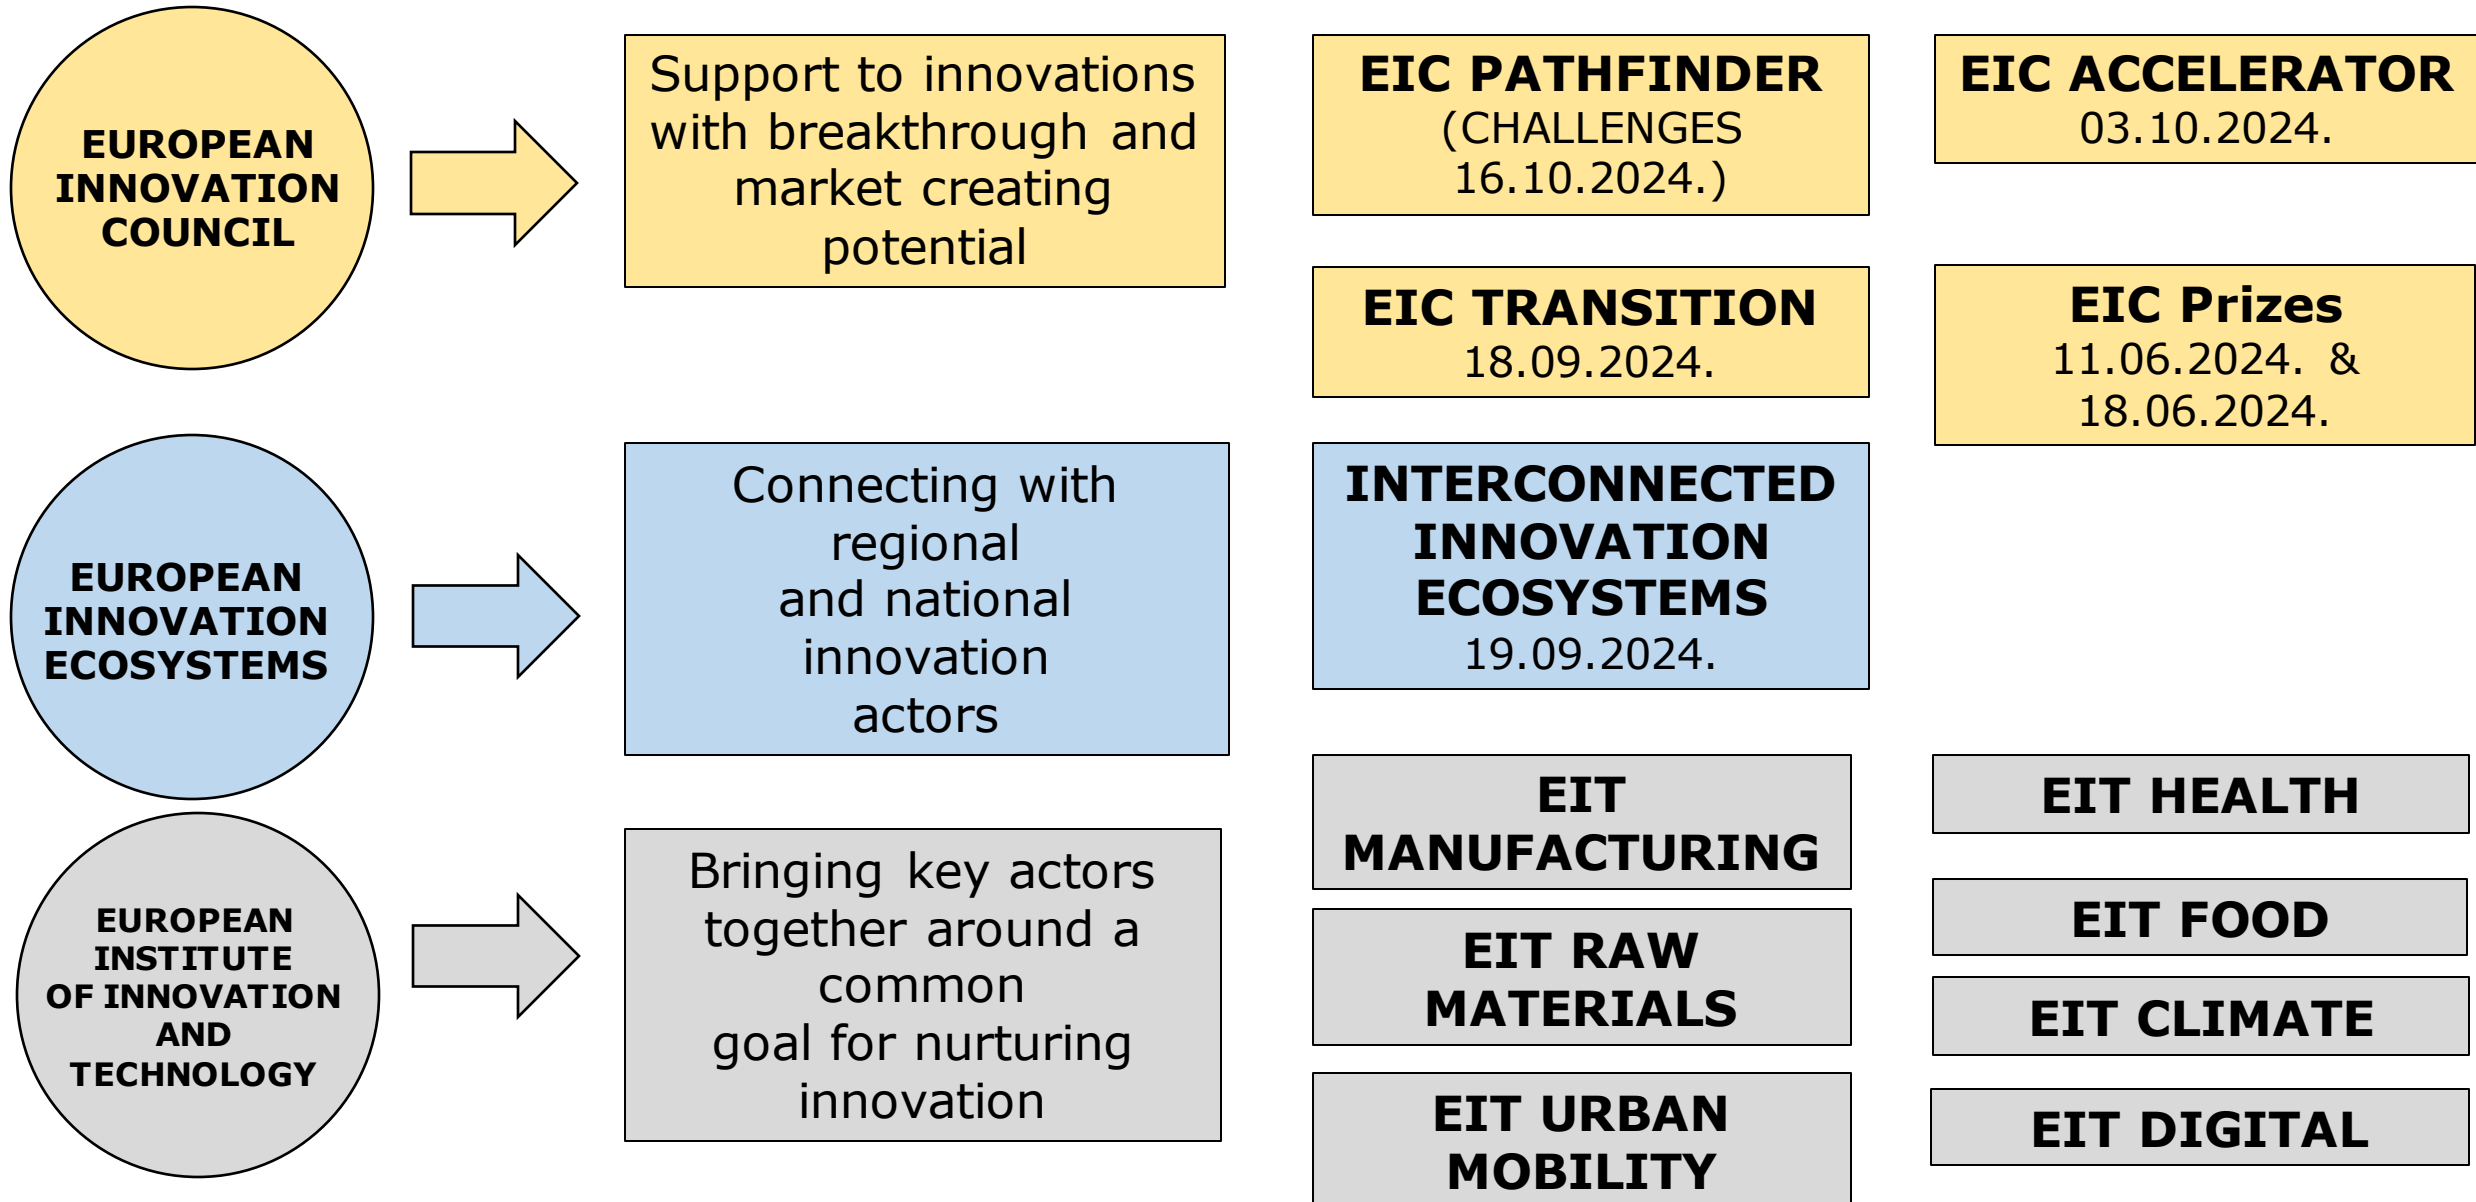 EUROPEAN
INNOVATION
COUNCIL
Support to innovations
with breakthrough and
market creating
potential
EIC PATHFINDER
(CHALLENGES
16.10.2024.)
EIC ACCELERATOR
03.10.2024.
EIC TRANSITION
18.09.2024.
EIC Prizes
11.06.2024. &
18.06.2024.
EUROPEAN
INNOVATION
ECOSYSTEMS
Connecting with
regional
and national
innovation
actors
INTERCONNECTED
INNOVATION
ECOSYSTEMS
19.09.2024.
EUROPEAN
INSTITUTE
OF INNOVATION
AND
TECHNOLOGY
Bringing key actors
together around a
common
goal for nurturing
innovation
EIT
MANUFACTURING
EIT HEALTH
EIT RAW
MATERIALS
EIT FOOD
EIT CLIMATE
EIT URBAN
MOBILITY
EIT DIGITAL